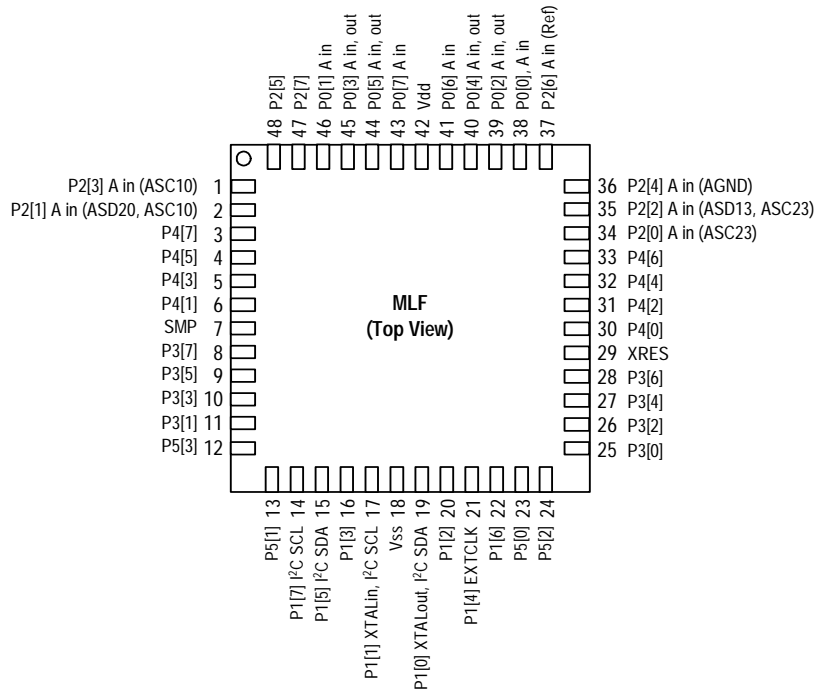 48 P2[5]
47 P2[7]
46 P0[1] A in
45 P0[3] A in, out
44 P0[5] A in, out
43 P0[7] A in
42 Vdd
41 P0[6] A in
40 P0[4] A in, out
39 P0[2] A in, out
38 P0[0], A in
37 P2[6] A in (Ref)
P2[3] A in (ASC10) 1
P2[1] A in (ASD20, ASC10) 2
P4[7] 3
P4[5] 4
P4[3] 5
P4[1] 6
SMP 7
P3[7] 8
P3[5] 9
P3[3] 10
P3[1] 11
P5[3] 12
MLF
(Top View)
36 P2[4] A in (AGND)
35 P2[2] A in (ASD13, ASC23)
34 P2[0] A in (ASC23)
33 P4[6]
32 P4[4]
31 P4[2]
30 P4[0]
29 XRES
28 P3[6]
27 P3[4]
26 P3[2]
25 P3[0]
P5[1] 13
P1[7] I²C SCL 14
P1[5] I²C SDA 15
P1[3] 16
P1[1] XTALin, I²C SCL 17
Vss 18
P1[0] XTALout, I²C SDA 19
P1[2] 20
P1[4] EXTCLK 21
P1[6] 22
P5[0] 23
P5[2] 24